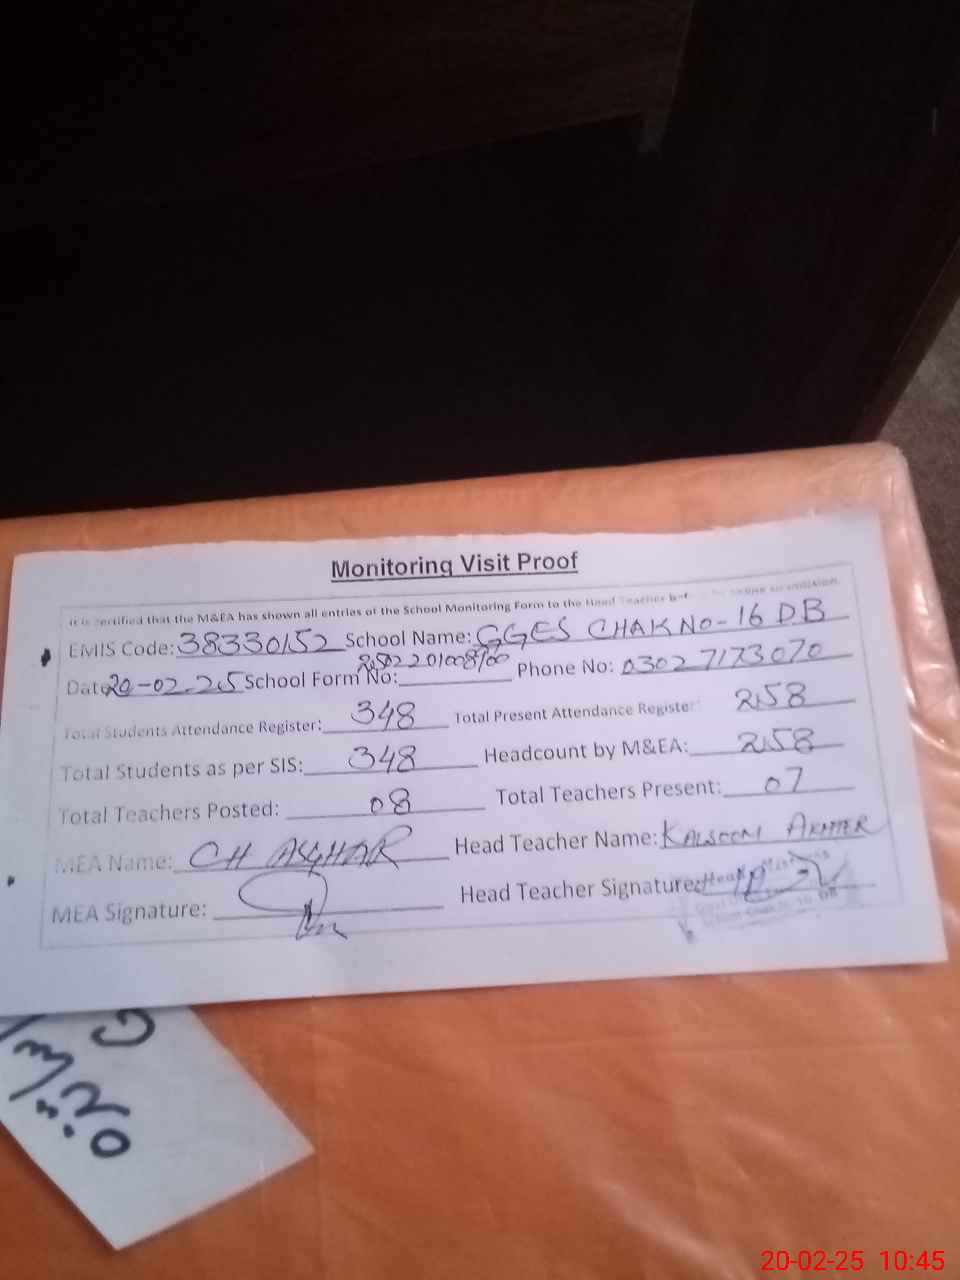 Monitoring Visit Proof
It is certified that the M&EA has shown all entries of the School Monitoring Form to the Head Teacher
EMIS Code: 38330152 School Name: GGES CHAK NO-16 DB
Date 20-02-25 School Form No: Phone No: 03027173070
Total Students Attendance Register: 348 Total Present Attendance Register: 258
Total Students as per SIS: 348 Headcount by M&EA: 258
Total Teachers Posted: 08 Total Teachers Present: 07
MEA Name: CH ASGHAR Head Teacher Name: KALSOOM AKHTER
MEA Signature: Head Teacher Signature:
20-02-25 10:45